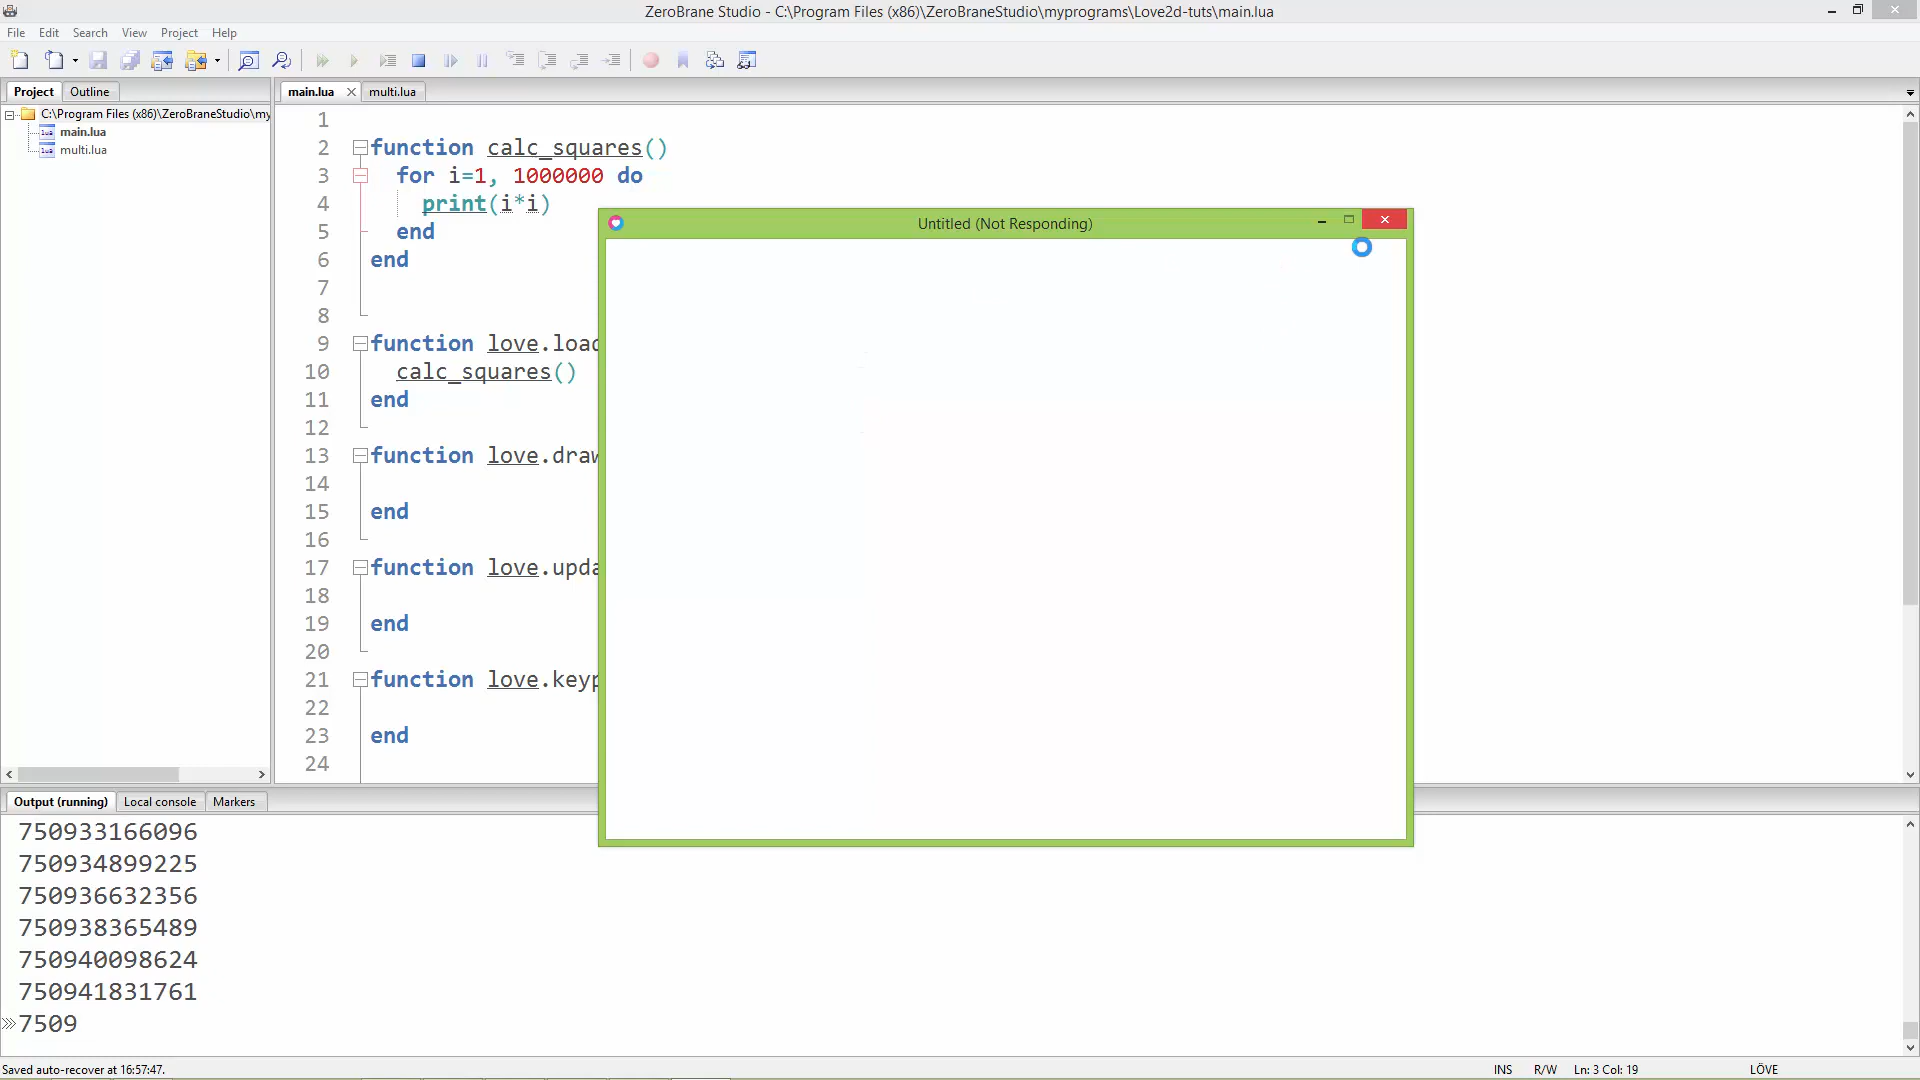 ZeroBrane Studio - C:\Program Files (x86)\ZeroBraneStudio\myprograms\Love2d-tuts\main.lua
File Edit Search View Project Help
Project Outline
main.lua multi.lua
C:\Program Files (x86)\ZeroBraneStudio\my
main.lua
multi.lua
1
2 function calc_squares()
3 for i=1, 1000000 do
4 print(i*i)
5 end
6 end
7
8
9 function love.load
10 calc_squares()
11 end
12
13 function love.draw
14
15 end
16
17 function love.upda
18
19 end
20
21 function love.keyp
22
23 end
24
Untitled (Not Responding)
Output (running) Local console Markers
750933166096
750934899225
750936632356
750938365489
750940098624
750941831761
7509
Saved auto-recover at 16:57:47. INS R/W Ln: 3 Col: 19 LÖVE